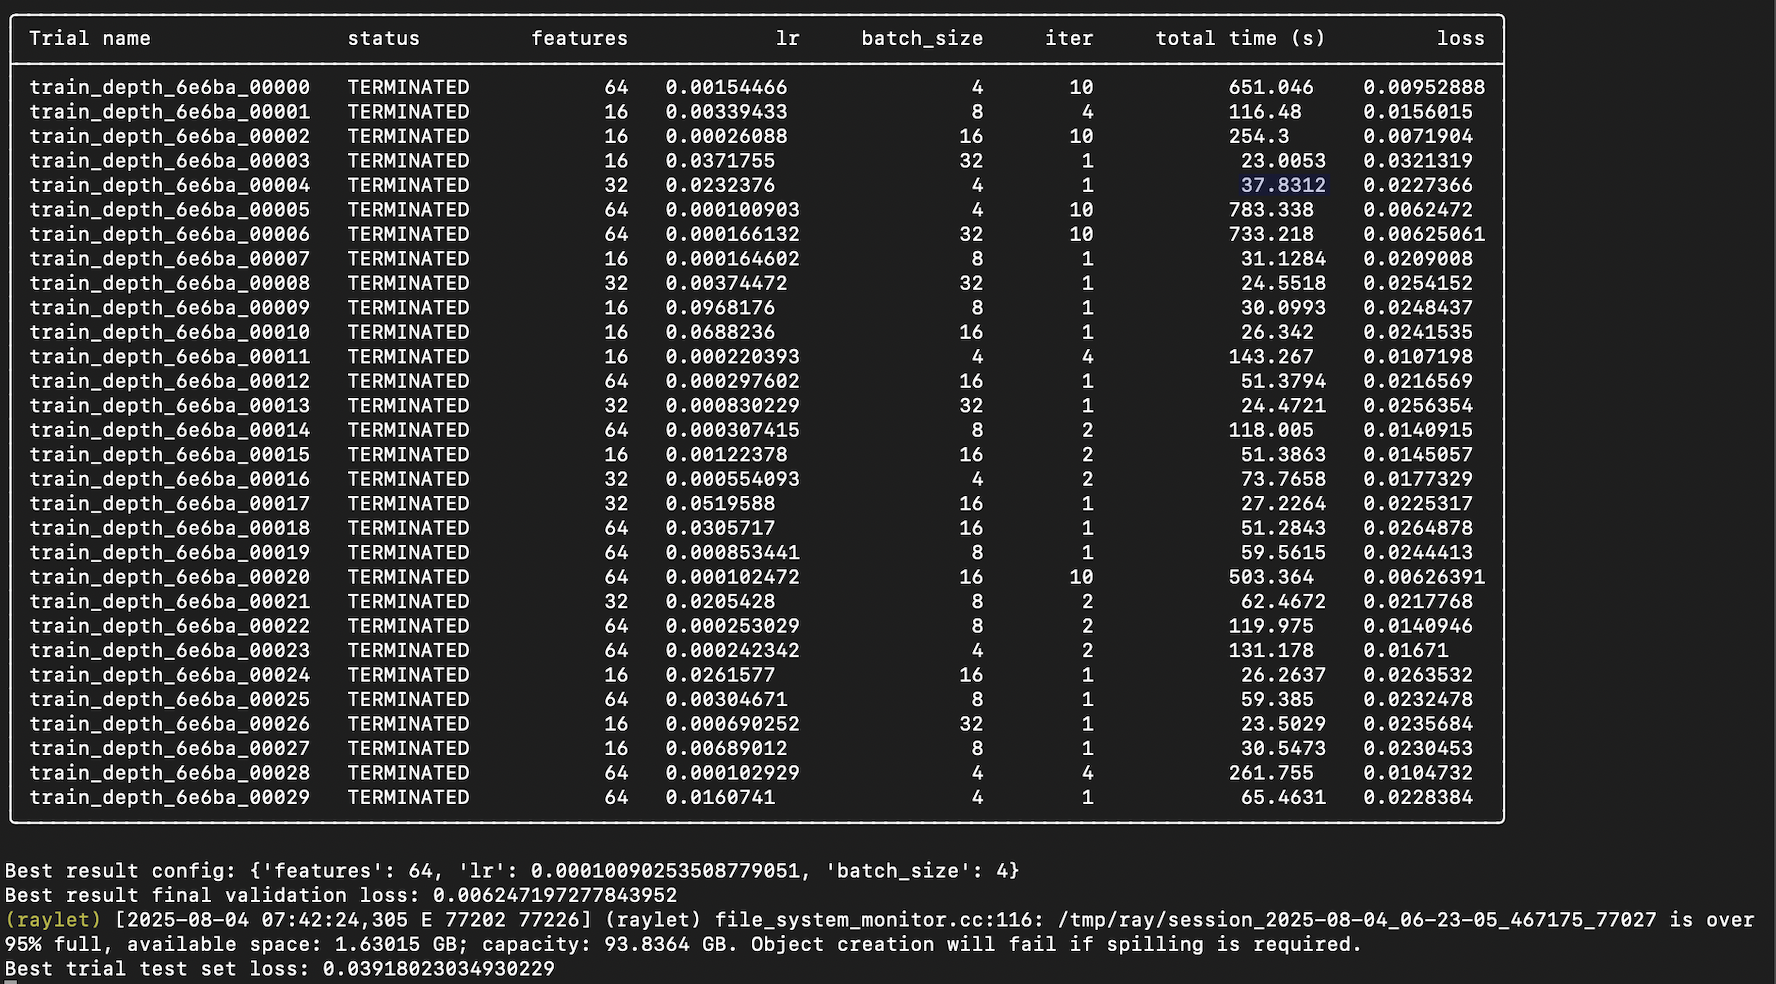 Trial name status features lr batch_size iter total time (s) loss
train_depth_6e6ba_00000 TERMINATED 64 0.00154466 4 10 651.046 0.00952888
train_depth_6e6ba_00001 TERMINATED 16 0.00339433 8 4 116.48 0.0156015
train_depth_6e6ba_00002 TERMINATED 16 0.00026088 16 10 254.3 0.0071904
train_depth_6e6ba_00003 TERMINATED 16 0.0371755 32 1 23.0053 0.0321319
train_depth_6e6ba_00004 TERMINATED 32 0.0232376 4 1 37.8312 0.0227366
train_depth_6e6ba_00005 TERMINATED 64 0.000100903 4 10 783.338 0.0062472
train_depth_6e6ba_00006 TERMINATED 64 0.000166132 32 10 733.218 0.00625061
train_depth_6e6ba_00007 TERMINATED 16 0.000164602 8 1 31.1284 0.0209008
train_depth_6e6ba_00008 TERMINATED 32 0.00374472 32 1 24.5518 0.0254152
train_depth_6e6ba_00009 TERMINATED 16 0.0968176 8 1 30.0993 0.0248437
train_depth_6e6ba_00010 TERMINATED 16 0.0688236 16 1 26.342 0.0241535
train_depth_6e6ba_00011 TERMINATED 16 0.000220393 4 4 143.267 0.0107198
train_depth_6e6ba_00012 TERMINATED 64 0.000297602 16 1 51.3794 0.0216569
train_depth_6e6ba_00013 TERMINATED 32 0.000830229 32 1 24.4721 0.0256354
train_depth_6e6ba_00014 TERMINATED 64 0.000307415 8 2 118.005 0.0140915
train_depth_6e6ba_00015 TERMINATED 16 0.00122378 16 2 51.3863 0.0145057
train_depth_6e6ba_00016 TERMINATED 32 0.000554093 4 2 73.7658 0.0177329
train_depth_6e6ba_00017 TERMINATED 32 0.0519588 16 1 27.2264 0.0225317
train_depth_6e6ba_00018 TERMINATED 64 0.0305717 16 1 51.2843 0.0264878
train_depth_6e6ba_00019 TERMINATED 64 0.000853441 8 1 59.5615 0.0244413
train_depth_6e6ba_00020 TERMINATED 64 0.000102472 16 10 503.364 0.00626391
train_depth_6e6ba_00021 TERMINATED 32 0.0205428 8 2 62.4672 0.0217768
train_depth_6e6ba_00022 TERMINATED 64 0.000253029 8 2 119.975 0.0140946
train_depth_6e6ba_00023 TERMINATED 64 0.000242342 4 2 131.178 0.01671
train_depth_6e6ba_00024 TERMINATED 16 0.0261577 16 1 26.2637 0.0263532
train_depth_6e6ba_00025 TERMINATED 64 0.00304671 8 1 59.385 0.0232478
train_depth_6e6ba_00026 TERMINATED 16 0.000690252 32 1 23.5029 0.0235684
train_depth_6e6ba_00027 TERMINATED 16 0.00689012 8 1 30.5473 0.0230453
train_depth_6e6ba_00028 TERMINATED 64 0.000102929 4 4 261.755 0.0104732
train_depth_6e6ba_00029 TERMINATED 64 0.0160741 4 1 65.4631 0.0228384
Best result config: {'features': 64, 'lr': 0.00010090253508779051, 'batch_size': 4}
Best result final validation loss: 0.006247197277843952
(raylet) [2025-08-04 07:42:24,305 E 77202 77226] (raylet) file_system_monitor.cc:116: /tmp/ray/session_2025-08-04_06-23-05_467175_77027 is over
95% full, available space: 1.63015 GB; capacity: 93.8364 GB. Object creation will fail if spilling is required.
Best trial test set loss: 0.03918023034930229